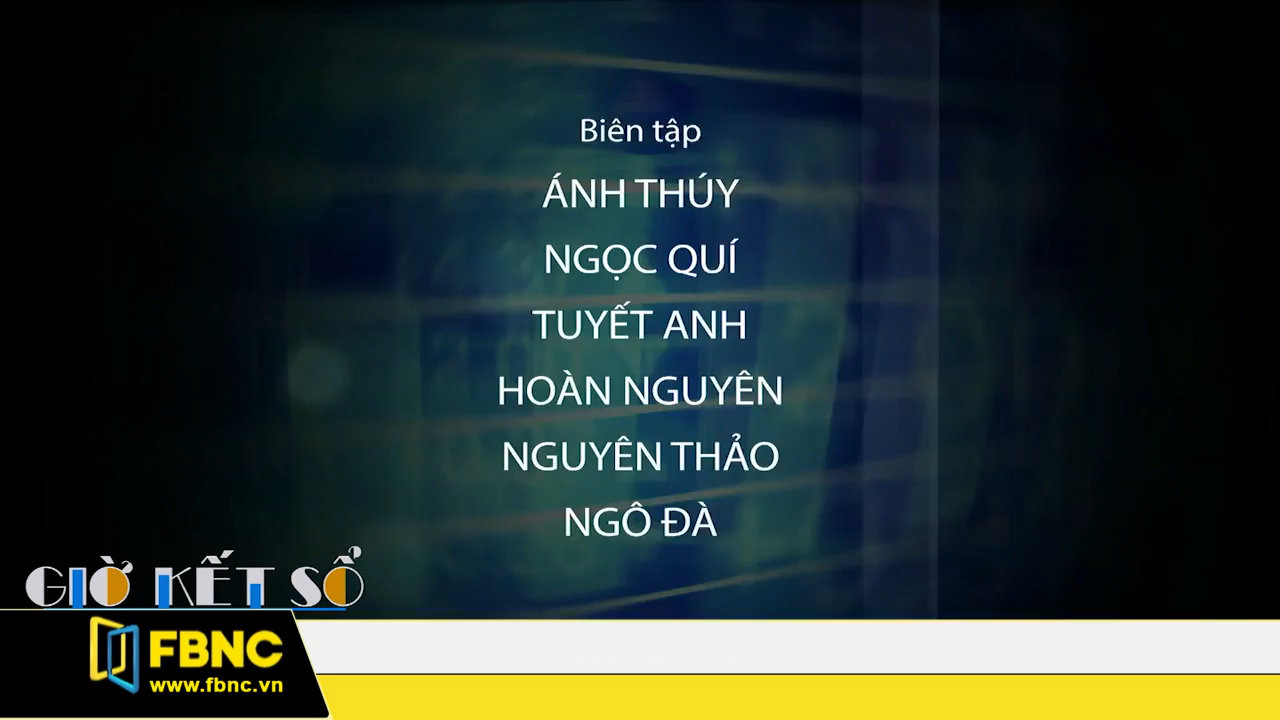 Biên tập
ÁNH THÚY
NGỌC QUÍ
TUYẾT ANH
HOÀN NGUYÊN
NGUYÊN THẢO
NGÔ ĐÀ
GIỜ KẾT SỔ
FBNC
www.fbnc.vn